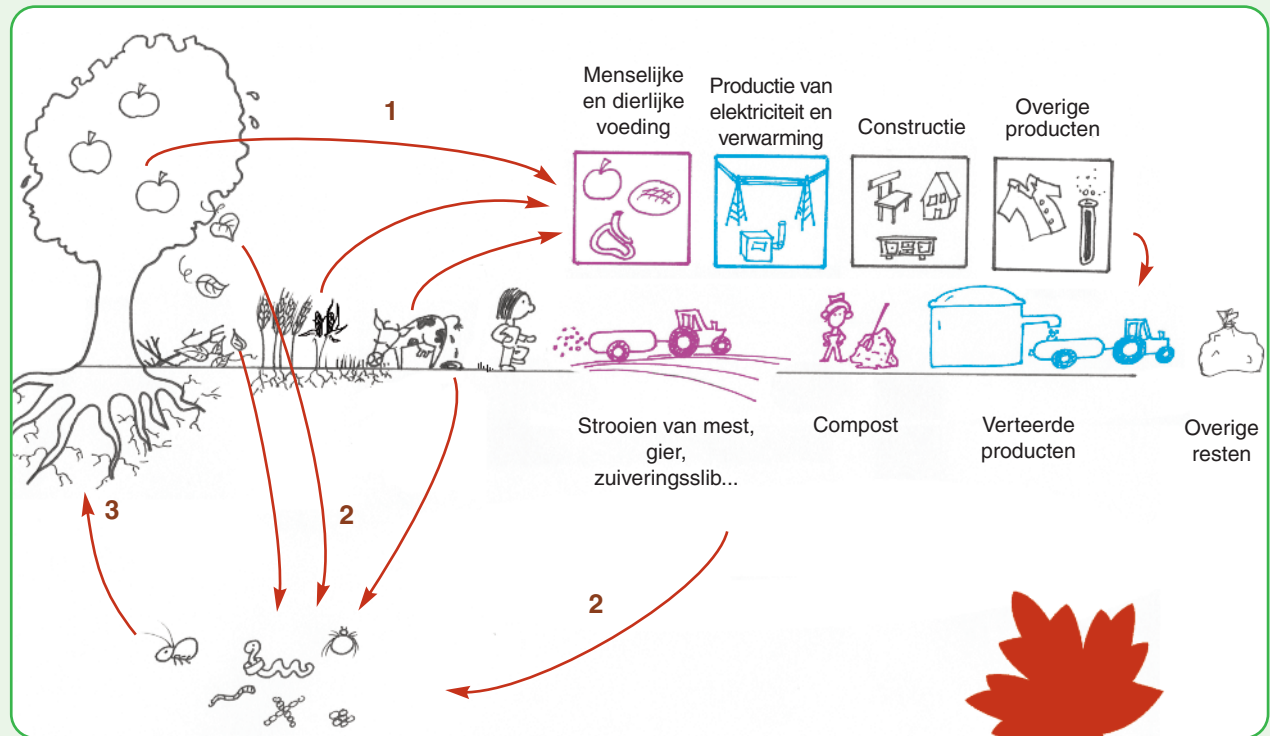 1
Menselijke
en dierlijke
voeding
Productie van
elektriciteit en
verwarming
Constructie
Overige
producten
Strooien van mest,
gier,
zuiveringsslib...
Compost
Verteerde
producten
Overige
resten
3
2
2